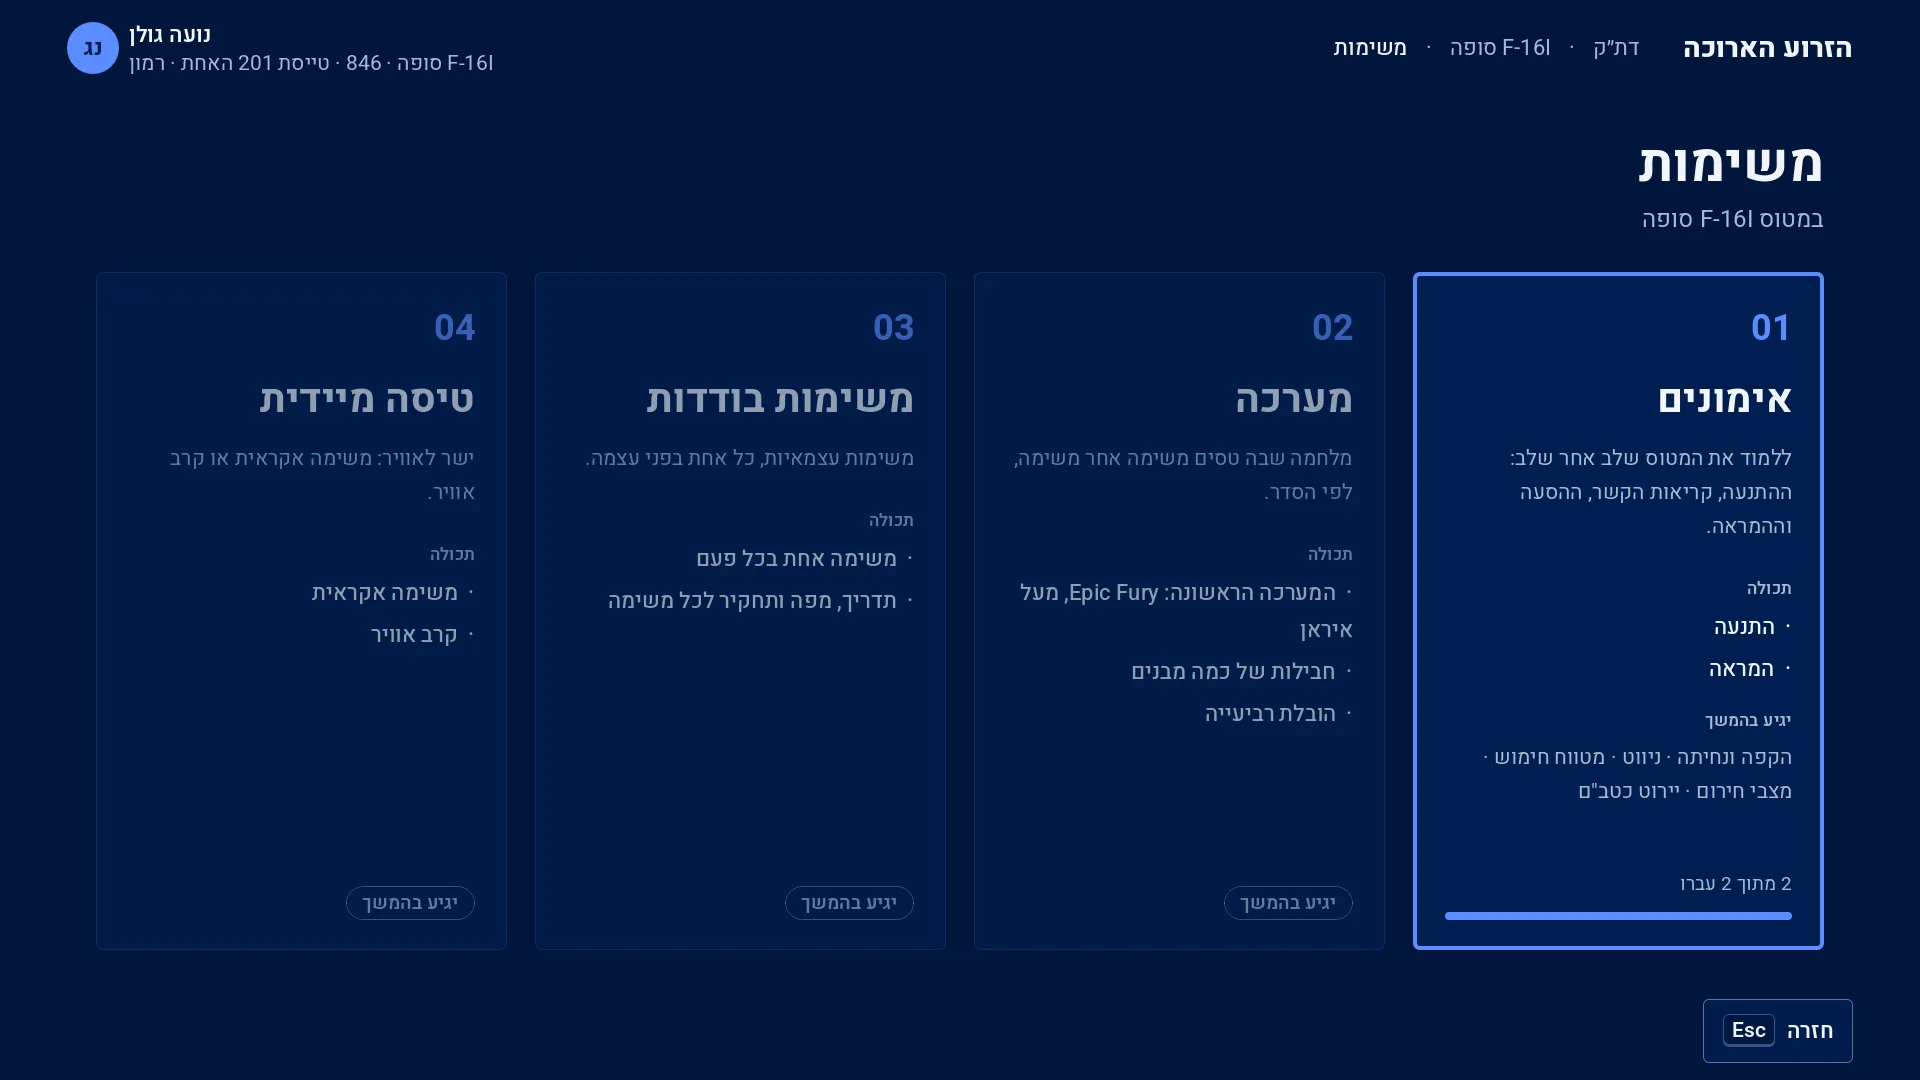 הזרוע הארוכה
דת״ק · F-16I סופה · משימות
נועה גולן
F-16I סופה · 846 · טייסת 201 האחת · רמון
נג
משימות
במטוס F-16I סופה
01
אימונים
ללמוד את המטוס שלב אחר שלב:
ההתנעה, קריאות הקשר, ההסעה
וההמראה.
תכולה
· התנעה
· המראה
יגיע בהמשך
הקפה ונחיתה · ניווט · מטווח חימוש ·
מצבי חירום · יירוט כטב"ם
2 מתוך 2 עברו
02
מערכה
מלחמה שבה טסים משימה אחר משימה,
לפי הסדר.
תכולה
· המערכה הראשונה: Epic Fury, מעל
איראן
· חבילות של כמה מבנים
· הובלת רביעייה
יגיע בהמשך
03
משימות בודדות
משימות עצמאיות, כל אחת בפני עצמה.
תכולה
· משימה אחת בכל פעם
· תדריך, מפה ותחקיר לכל משימה
יגיע בהמשך
04
טיסה מיידית
ישר לאוויר: משימה אקראית או קרב
אוויר.
תכולה
· משימה אקראית
· קרב אוויר
יגיע בהמשך
חזרה Esc